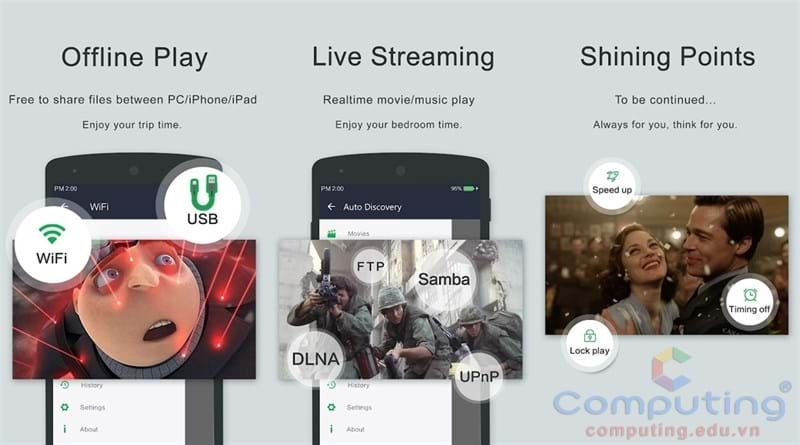 Offline Play
Free to share files between PC/iPhone/iPad
Enjoy your trip time.
PM 2:00
WiFi
USB
WiFi
History
Settings
About
Live Streaming
Realtime movie/music play
Enjoy your bedroom time.
PM 2:00
95%
Auto Discovery
Movies
FTP
Samba
DLNA
UPnP
History
Settings
About
Shining Points
To be continued...
Always for you, think for you.
Speed up
Timing off
Lock play
Computing®
computing.edu.vn